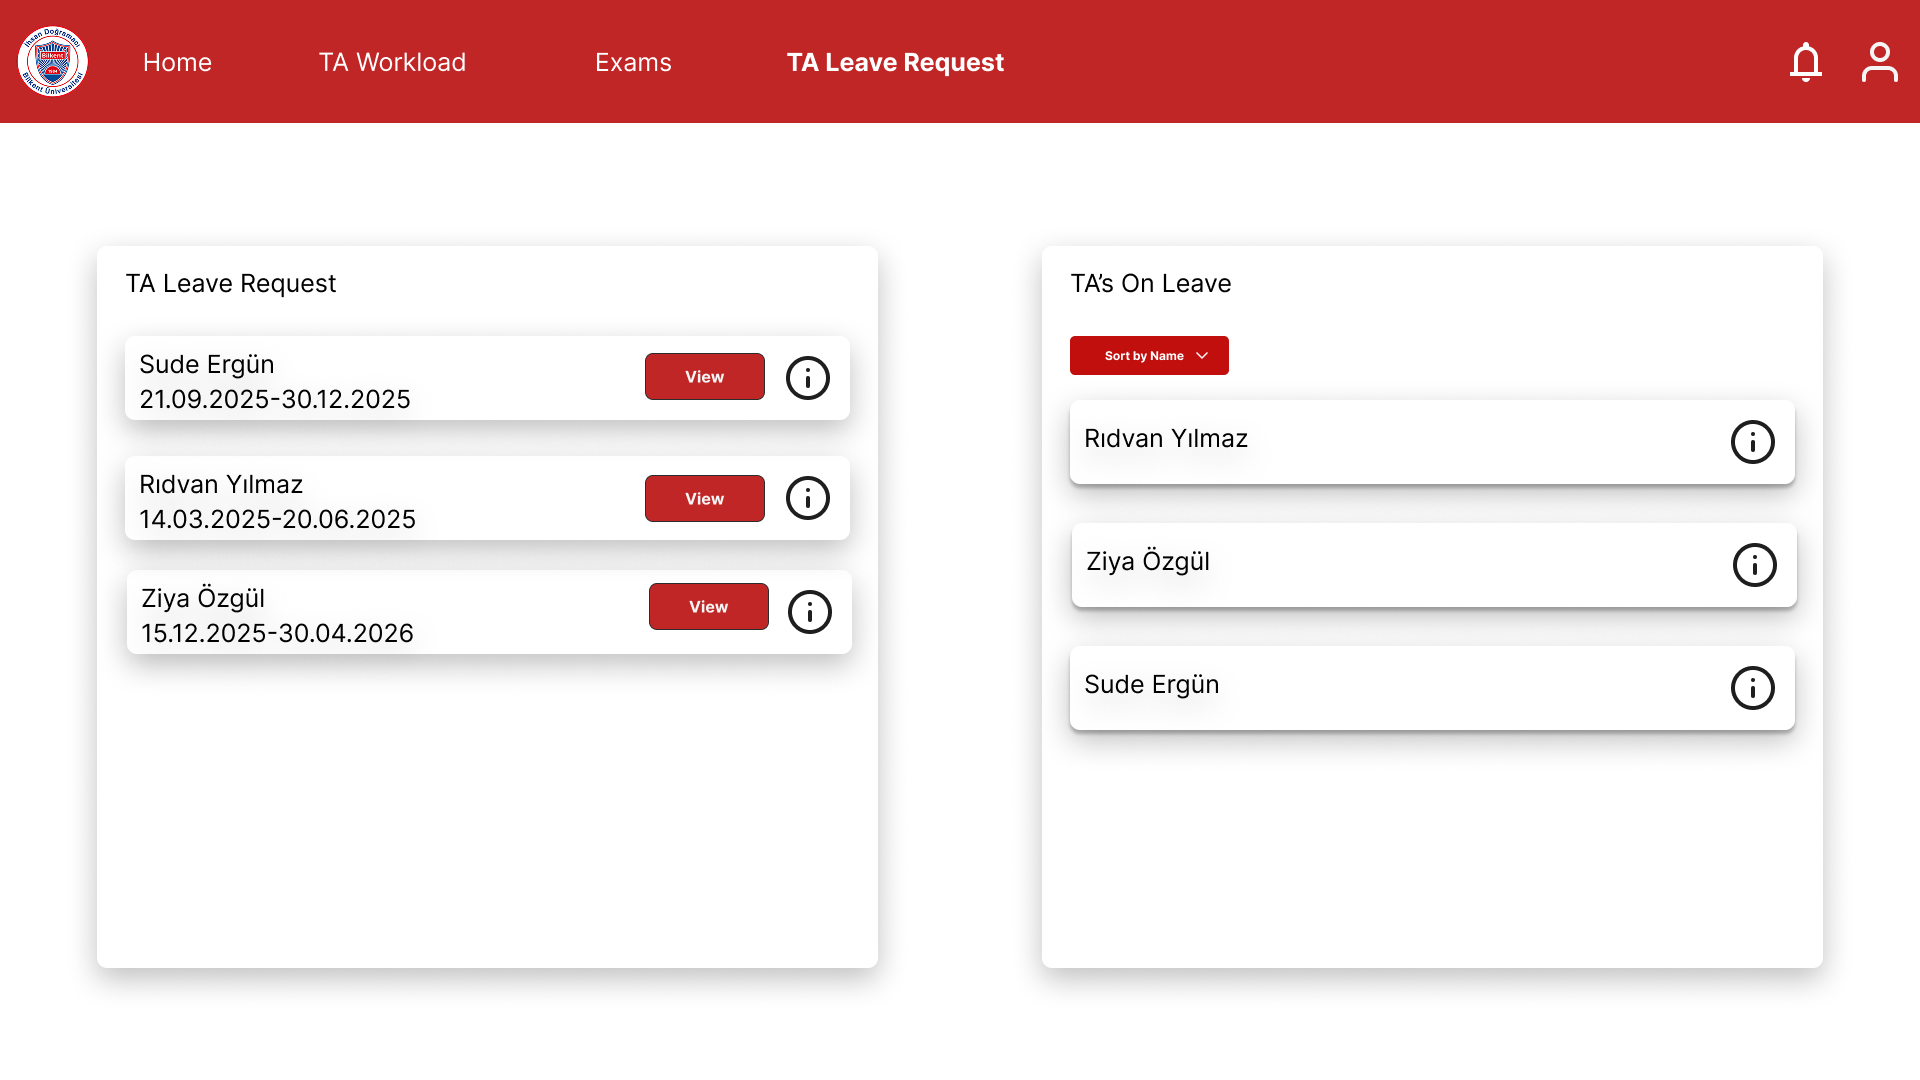 İhsan Doğramacı
Bilkent
Bilkent Üniversitesi
Home
TA Workload
Exams
TA Leave Request
TA Leave Request
Sude Ergün
21.09.2025-30.12.2025
View
Rıdvan Yılmaz
14.03.2025-20.06.2025
View
Ziya Özgül
15.12.2025-30.04.2026
View
TA’s On Leave
Sort by Name
Rıdvan Yılmaz
Ziya Özgül
Sude Ergün